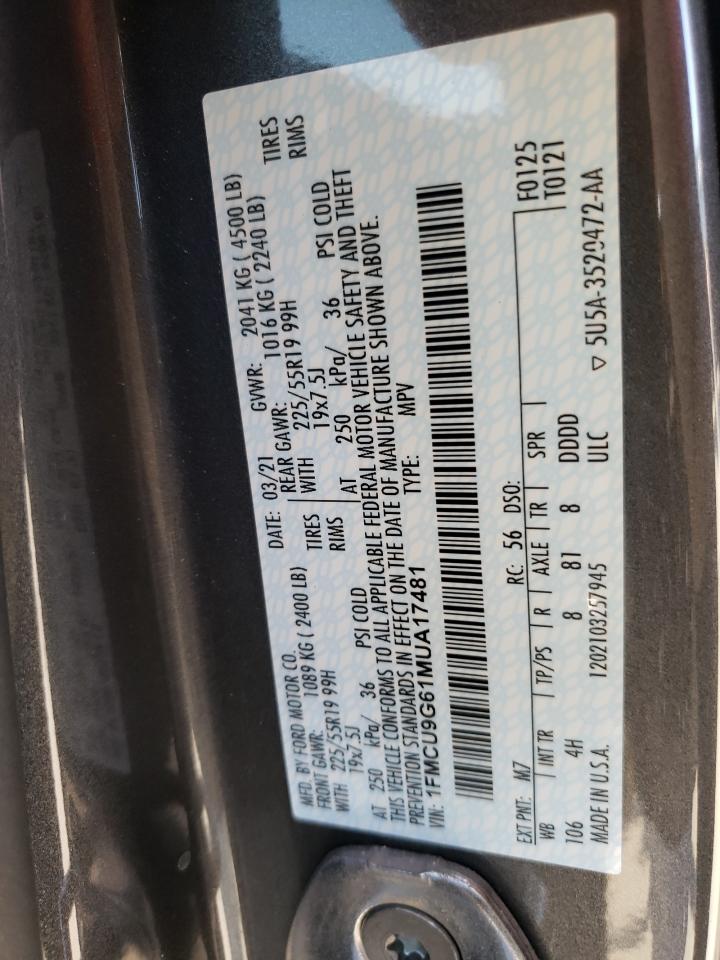 MFD. BY FORD MOTOR CO. DATE: 03/21 GVWR: 2041 KG ( 4500 LB)
FRONT GAWR: 1089 KG ( 2400 LB) REAR GAWR: 1016 KG ( 2240 LB)
WITH 225/55R19 99H TIRES WITH 225/55R19 99H TIRES
19x7.5J RIMS 19x7.5J RIMS
AT 250 kPa/ 36 PSI COLD AT 250 kPa/ 36 PSI COLD
THIS VEHICLE CONFORMS TO ALL APPLICABLE FEDERAL MOTOR VEHICLE SAFETY AND THEFT
PREVENTION STANDARDS IN EFFECT ON THE DATE OF MANUFACTURE SHOWN ABOVE.
VIN: 1FMCU9G61MUA17481 TYPE: MPV
EXT PNT: M7 RC: 56 DSO: F0125
WB INT TR TP/PS R AXLE TR SPR T0121
106 4H 8 81 8 DDDD
MADE IN U.S.A. 1202103257945 ULC ▽ 5U5A-3520472-AA